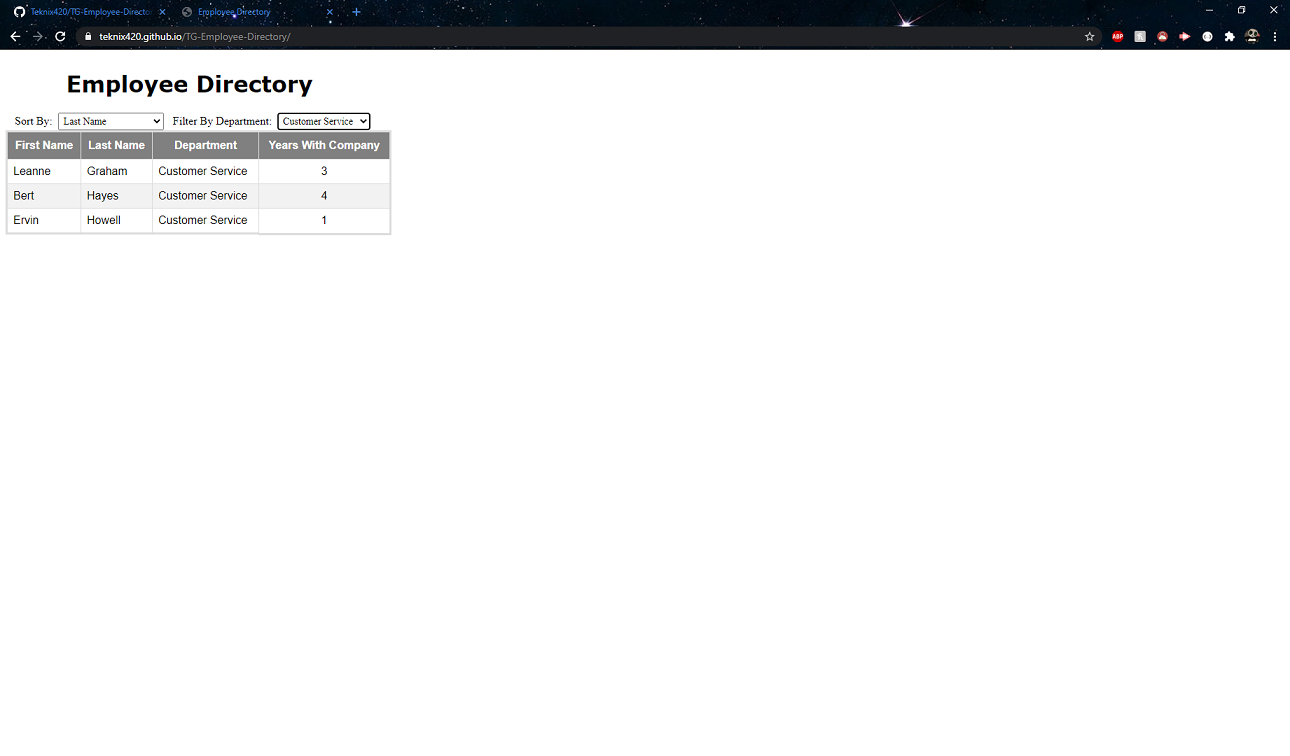 Teknix420/TG-Employee-Directo
Employee Directory
teknix420.github.io/TG-Employee-Directory/
ABP
Employee Directory
Sort By: Last Name Filter By Department: Customer Service
First Name Last Name Department Years With Company
Leanne Graham Customer Service 3
Bert Hayes Customer Service 4
Ervin Howell Customer Service 1